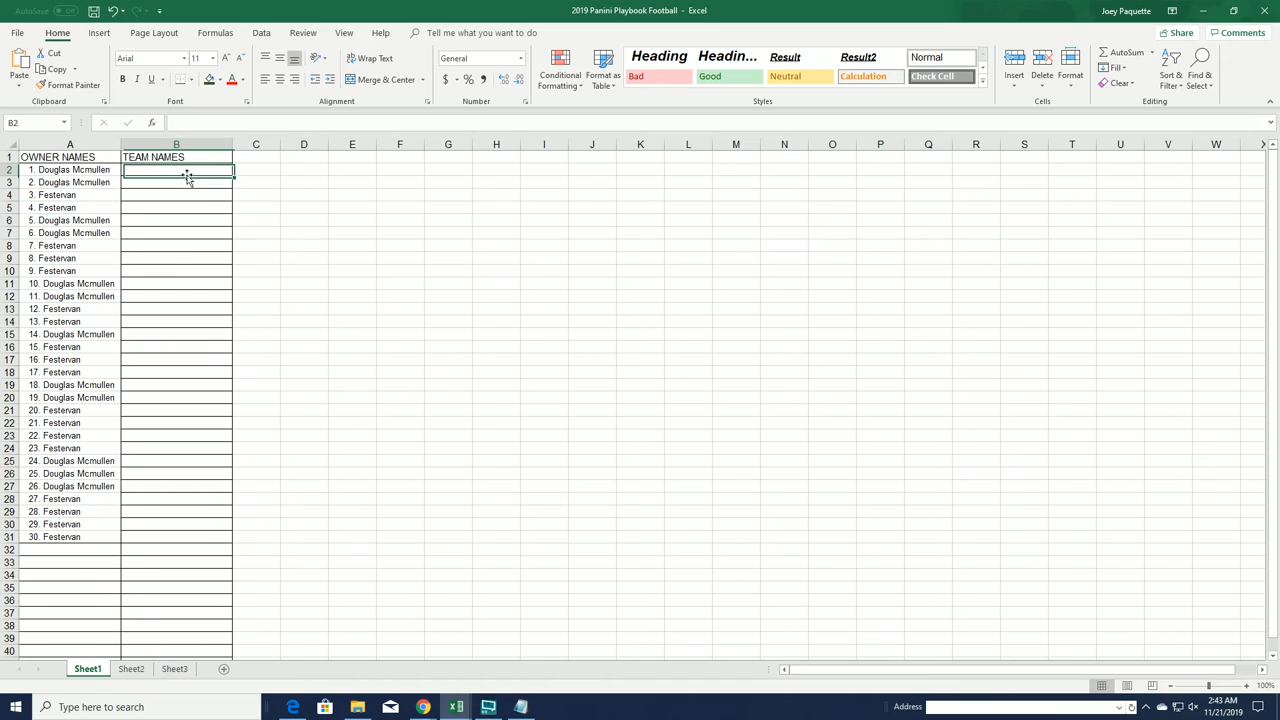 AutoSave Off 2019 Panini Playbook Football - Excel Joey Paquette
File Home Insert Page Layout Formulas Data Review View Help Tell me what you want to do Share Comments
Paste Cut Copy Format Painter Clipboard
Arial 11 B I U A Font
Wrap Text Merge & Center Alignment
General $ % Number
Conditional Formatting Format as Table
Heading Headin... Result Result2 Normal
Bad Good Neutral Calculation Check Cell
Styles
Insert Delete Format Cells
AutoSum Fill Clear Sort & Filter Find & Select Editing
B2 fx
A B C D E F G H I J K L M N O P Q R S T U V W X
1 OWNER NAMES TEAM NAMES
2 1. Douglas Mcmullen
3 2. Douglas Mcmullen
4 3. Festervan
5 4. Festervan
6 5. Douglas Mcmullen
7 6. Douglas Mcmullen
8 7. Festervan
9 8. Festervan
10 9. Festervan
11 10. Douglas Mcmullen
12 11. Douglas Mcmullen
13 12. Festervan
14 13. Festervan
15 14. Douglas Mcmullen
16 15. Festervan
17 16. Festervan
18 17. Festervan
19 18. Douglas Mcmullen
20 19. Douglas Mcmullen
21 20. Festervan
22 21. Festervan
23 22. Festervan
24 23. Festervan
25 24. Douglas Mcmullen
26 25. Douglas Mcmullen
27 26. Douglas Mcmullen
28 27. Festervan
29 28. Festervan
30 29. Festervan
31 30. Festervan
32
33
34
35
36
37
38
39
40
Sheet1 Sheet2 Sheet3
100%
Type here to search Address 2:43 AM
11/21/2019